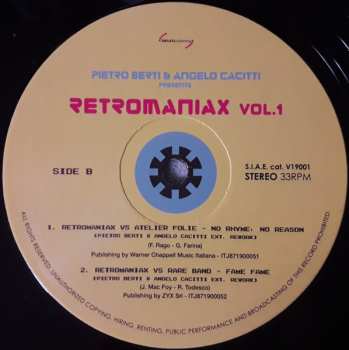 PIETRO BERTI & ANGELO CACITTI
PRESENTS
RETROMANIAX VOL.1
SIDE B
S.I.A.E. cat. V19001
STEREO 33RPM
1. RETROMANIAX VS ATELIER FOLIE - NO RHYME, NO REASON
(PIETRO BERTI & ANGELO CACITTI EXT. REWORK)
(F. Rago - G. Farina)
Publishing by Warner Chappell Music Italiana - ITJ871900051
2. RETROMANIAX VS RARE BAND - FAME FAME
(PIETRO BERTI & ANGELO CACITTI EXT. REWORK)
(J. Mac Foy - R. Todesco)
Publishing by ZYX Srl - ITJ871900052
ALL RIGHTS RESERVED. UNAUTHORIZED COPYING, HIRING, RENTING, PUBLIC PERFORMANCE AND BROADCASTING OF THIS RECORD PROHIBITED